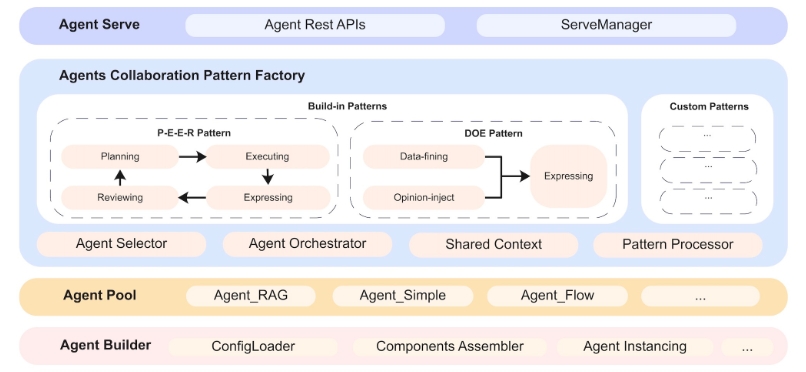 Agent Serve
Agent Rest APIs
ServeManager
Agents Collaboration Pattern Factory
Build-in Patterns
P-E-E-R Pattern
Planning
Executing
Reviewing
Expressing
DOE Pattern
Data-fining
Opinion-inject
Expressing
Custom Patterns
...
...
...
Agent Selector
Agent Orchestrator
Shared Context
Pattern Processor
Agent Pool
Agent_RAG
Agent_Simple
Agent_Flow
...
Agent Builder
ConfigLoader
Components Assembler
Agent Instancing
...